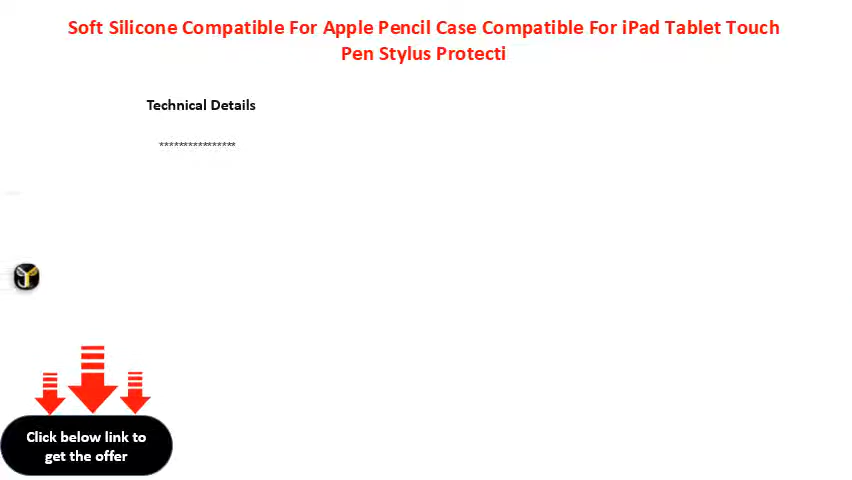 Soft Silicone Compatible For Apple Pencil Case Compatible For iPad Tablet Touch
Pen Stylus Protecti
Technical Details
****************
Click below link to
get the offer